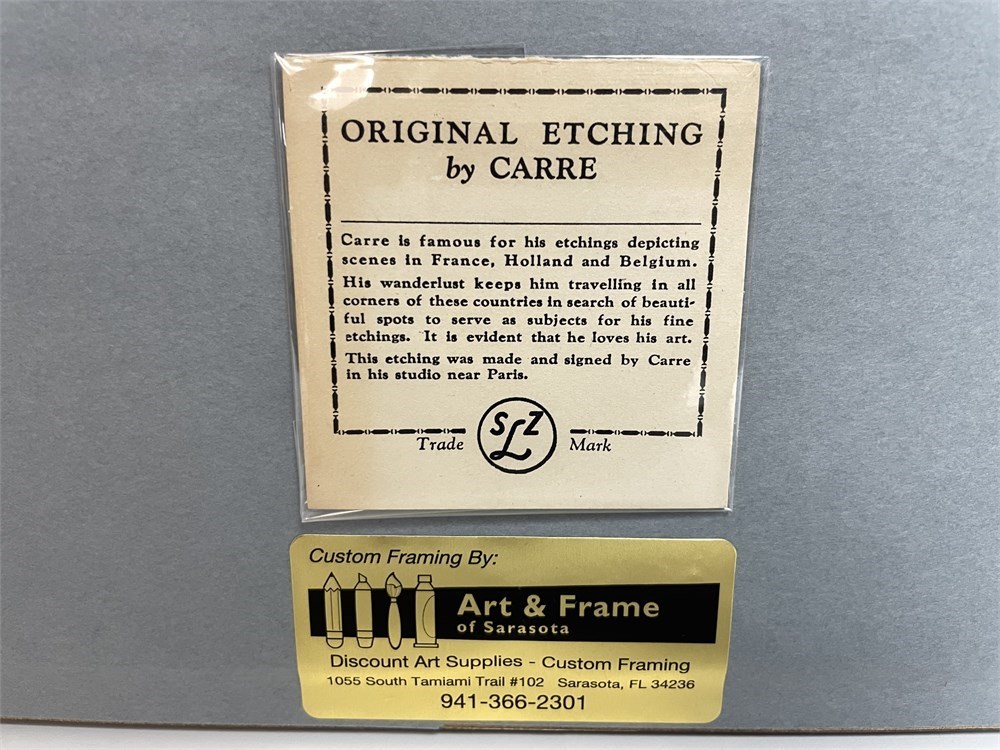 ORIGINAL ETCHING
by CARRE
Carre is famous for his etchings depicting
scenes in France, Holland and Belgium.
His wanderlust keeps him travelling in all
corners of these countries in search of beauti-
ful spots to serve as subjects for his fine
etchings. It is evident that he loves his art.
This etching was made and signed by Carre
in his studio near Paris.
Trade SLZ Mark
Custom Framing By:
Art & Frame
of Sarasota
Discount Art Supplies - Custom Framing
1055 South Tamiami Trail #102 Sarasota, FL 34236
941-366-2301